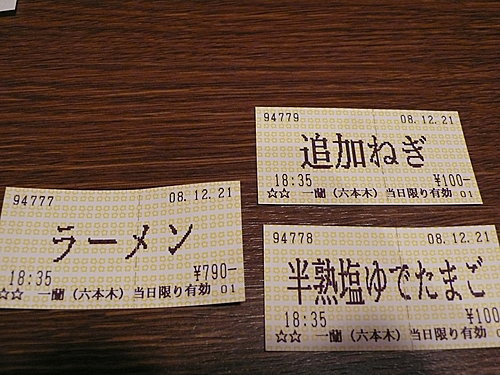 94777 08.12.21
ラーメン
18:35 ¥790-
☆☆ 一蘭(六本木)当日限り有効 01
94779 08.12.21
追加ねぎ
18:35 ¥100-
☆☆ 一蘭(六本木)当日限り有効 01
94778 08.12.21
半熟塩ゆでたまご
18:35 ¥100
☆☆ 一蘭(六本木)当日限り有効 01